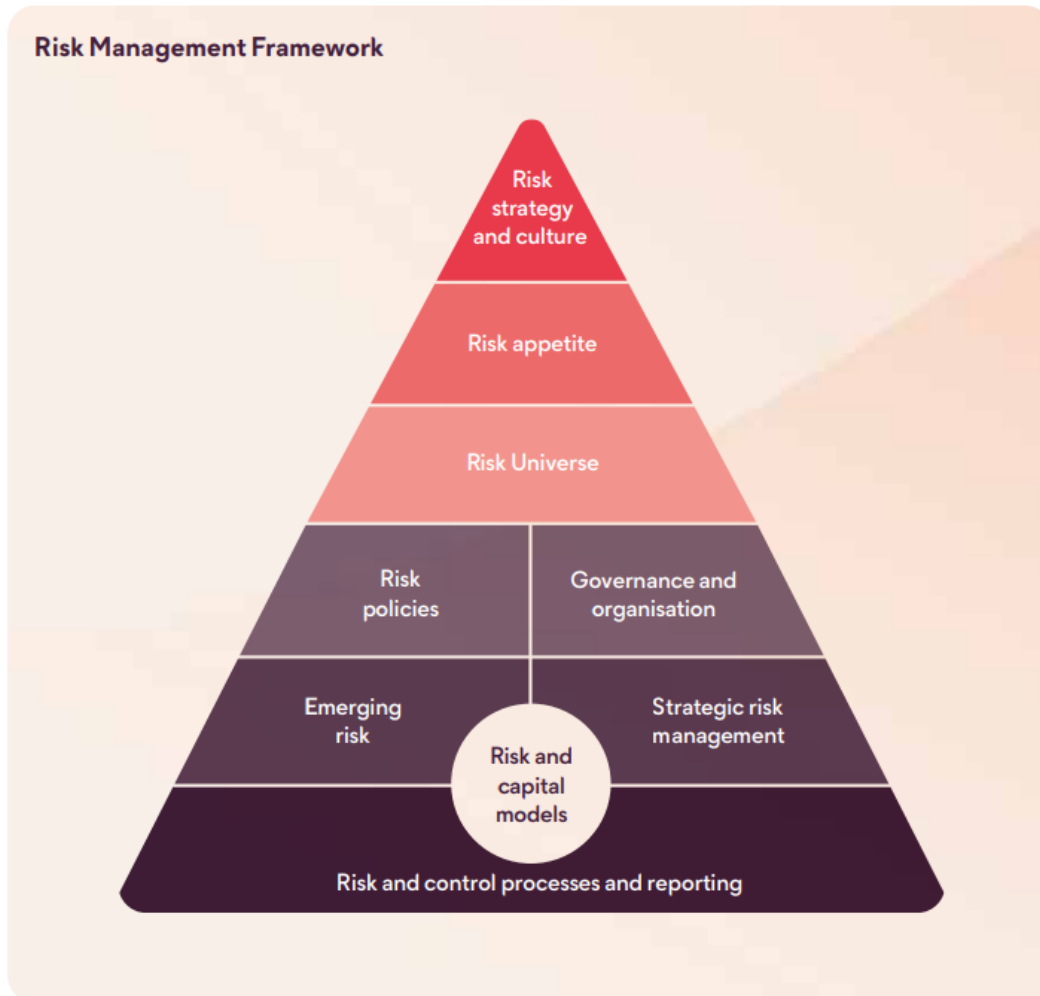 Risk Management Framework
Risk
strategy
and culture
Risk appetite
Risk Universe
Risk
policies
Governance and
organisation
Emerging
risk
Strategic risk
management
Risk and
capital
models
Risk and control processes and reporting